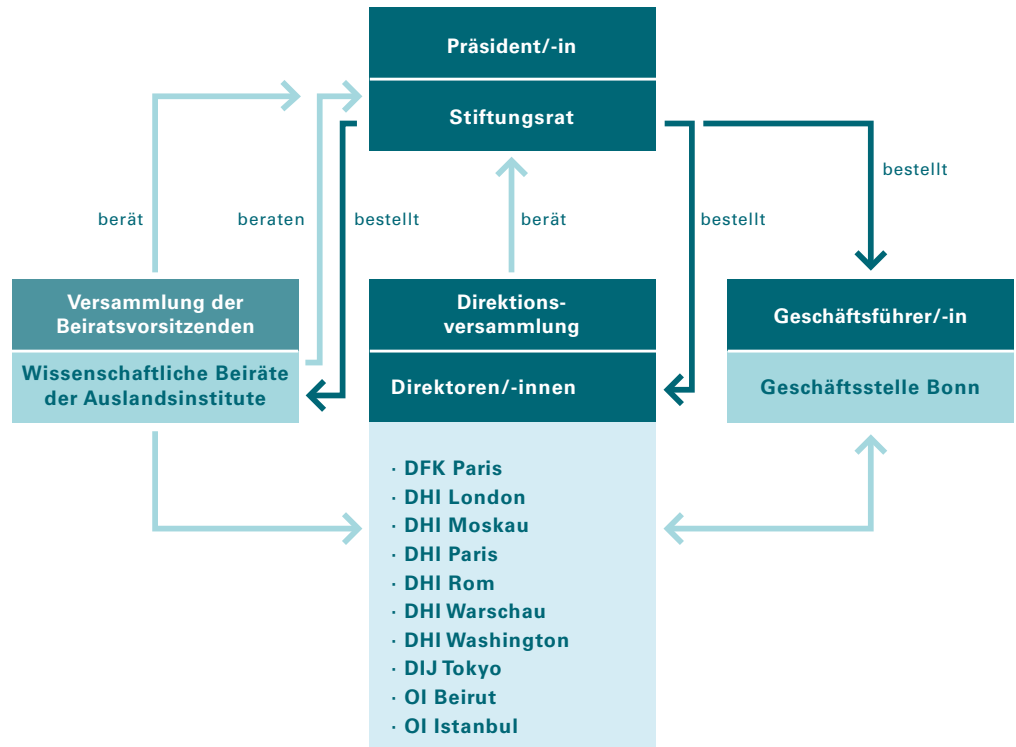 Präsident/-in
Stiftungsrat
bestellt
berät
beraten
bestellt
berät
bestellt
Versammlung der
Beiratsvorsitzenden
Wissenschaftliche Beiräte
der Auslandsinstitute
Direktions-
versammlung
Direktoren/-innen
Geschäftsführer/-in
Geschäftsstelle Bonn
· DFK Paris
· DHI London
· DHI Moskau
· DHI Paris
· DHI Rom
· DHI Warschau
· DHI Washington
· DIJ Tokyo
· OI Beirut
· OI Istanbul